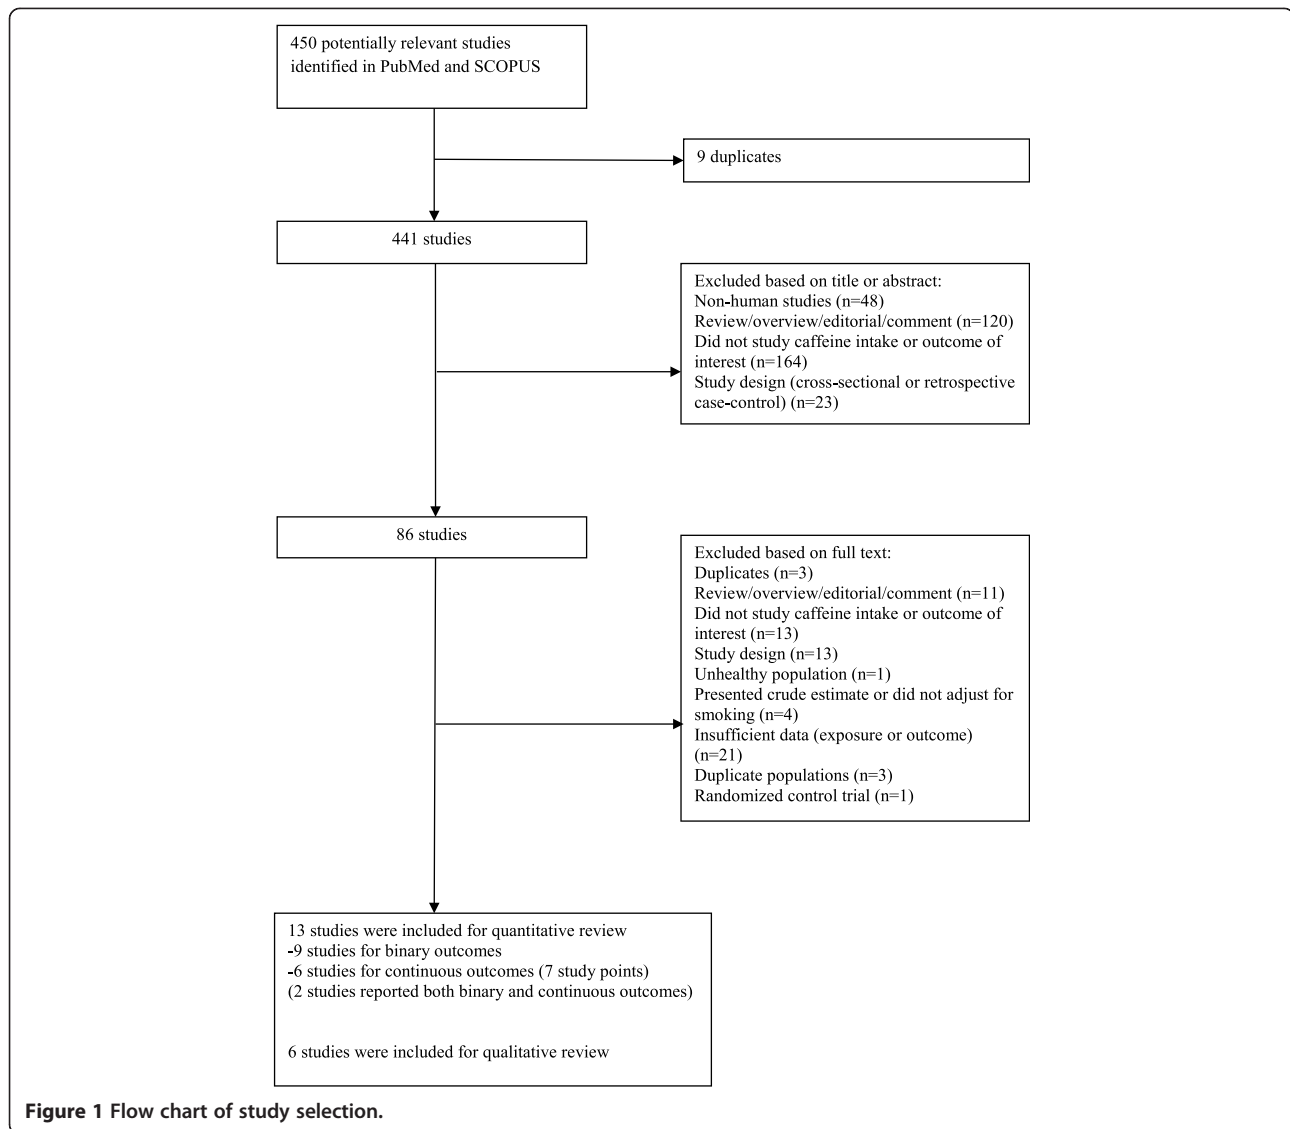 450 potentially relevant studies
identified in PubMed and SCOPUS
9 duplicates
441 studies
Excluded based on title or abstract:
Non-human studies (n=48)
Review/overview/editorial/comment (n=120)
Did not study caffeine intake or outcome of
interest (n=164)
Study design (cross-sectional or retrospective
case-control) (n=23)
86 studies
Excluded based on full text:
Duplicates (n=3)
Review/overview/editorial/comment (n=11)
Did not study caffeine intake or outcome of
interest (n=13)
Study design (n=13)
Unhealthy population (n=1)
Presented crude estimate or did not adjust for
smoking (n=4)
Insufficient data (exposure or outcome)
(n=21)
Duplicate populations (n=3)
Randomized control trial (n=1)
13 studies were included for quantitative review
-9 studies for binary outcomes
-6 studies for continuous outcomes (7 study points)
(2 studies reported both binary and continuous outcomes)
6 studies were included for qualitative review
Figure 1 Flow chart of study selection.